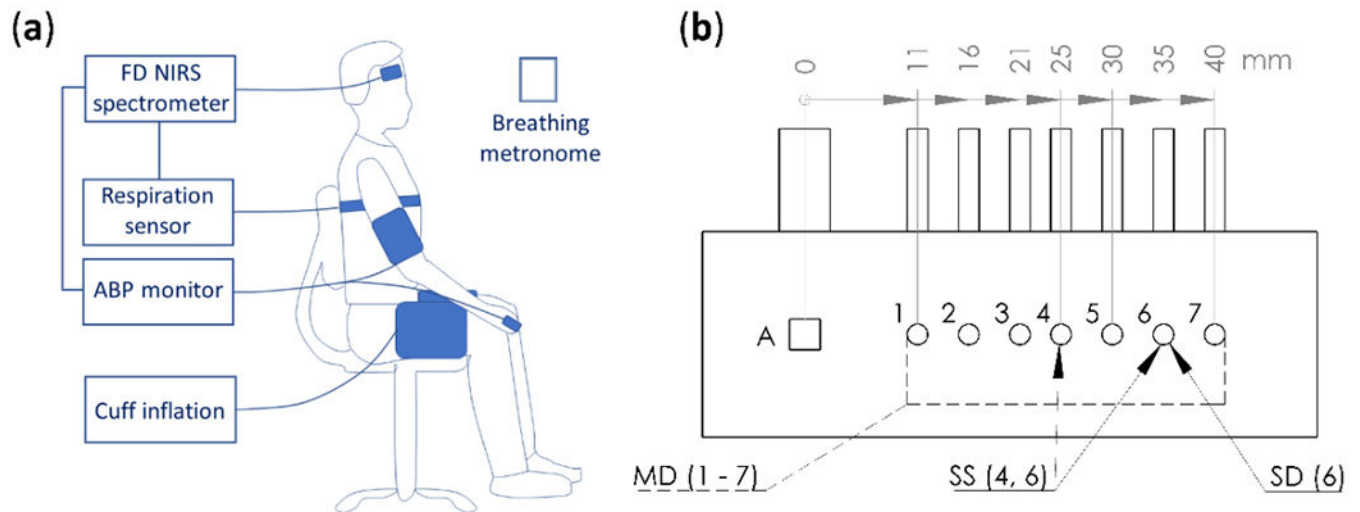 (a)
FD NIRS
spectrometer
Respiration
sensor
ABP monitor
Cuff inflation
Breathing
metronome
(b)
0
11
16
21
25
30
35
40
mm
A
1
2
3
4
5
6
7
MD (1 - 7)
SS (4, 6)
SD (6)